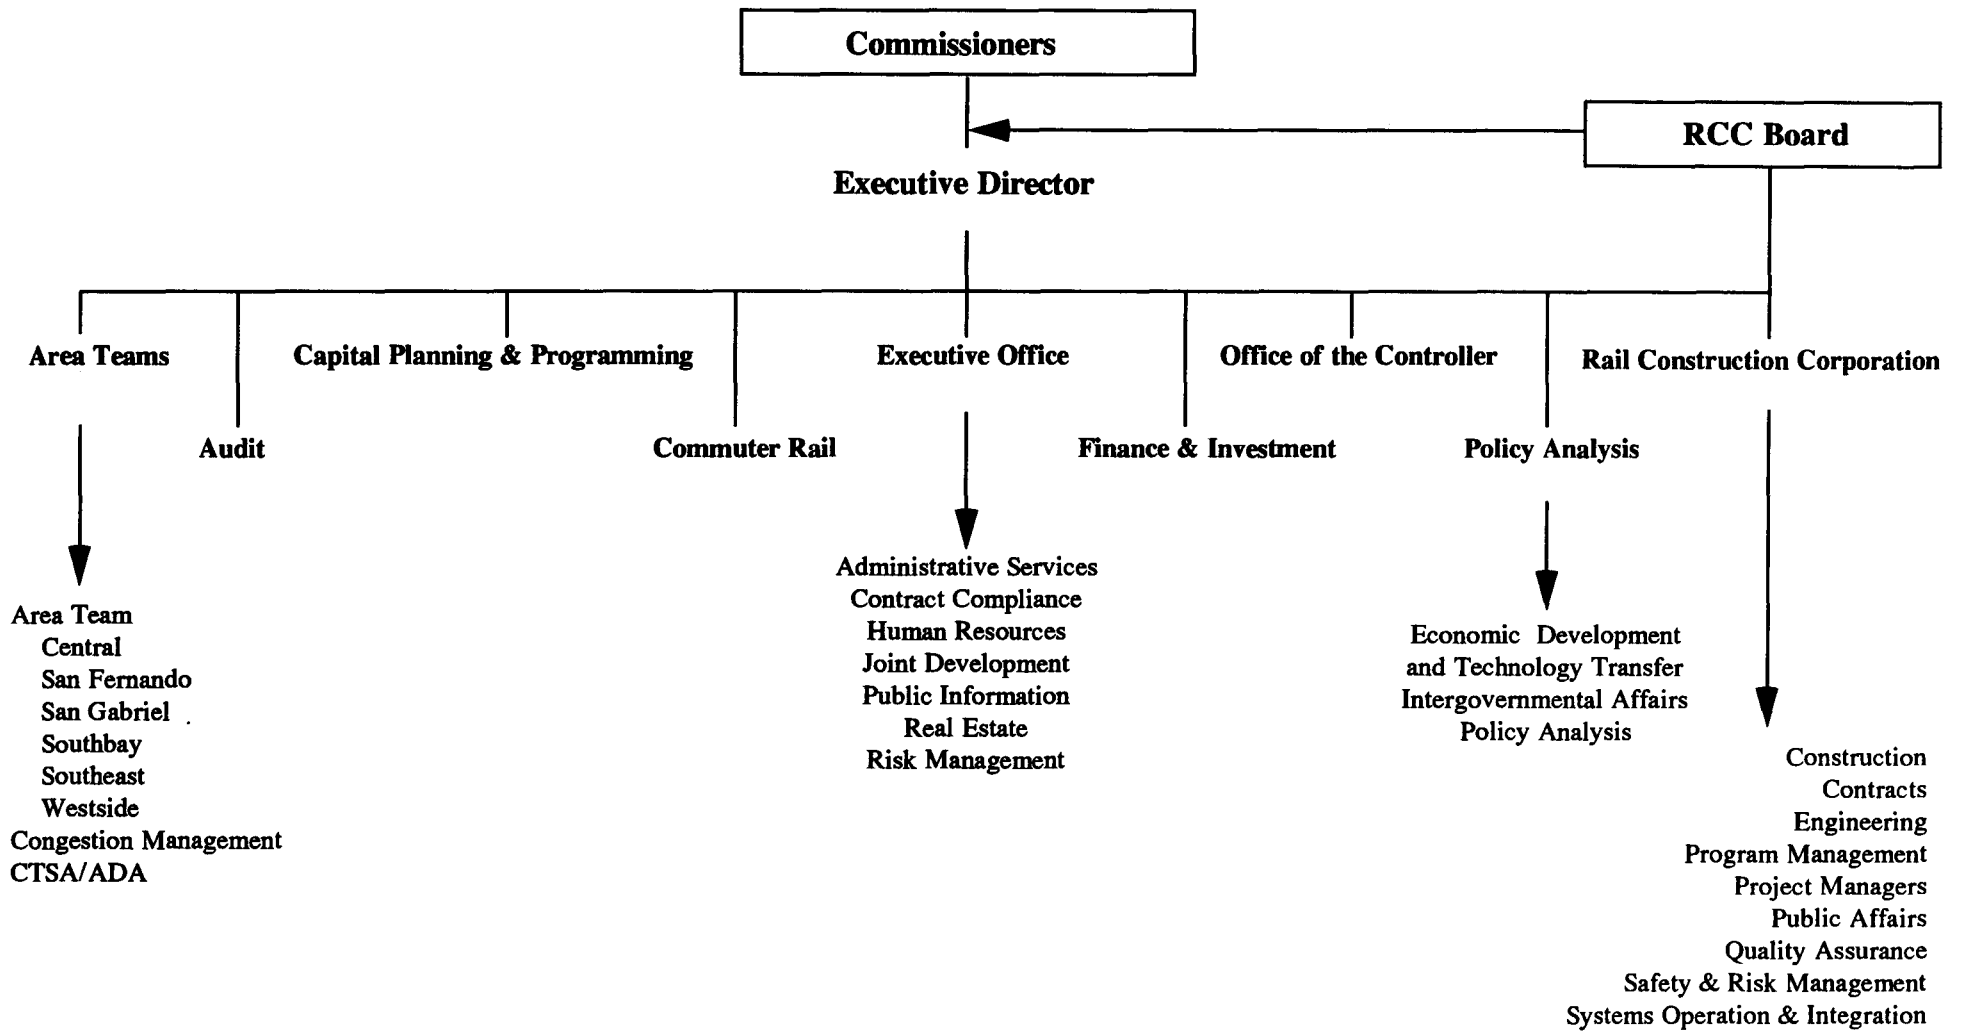 Commissioners
RCC Board
Executive Director
Area Teams
Capital Planning & Programming
Executive Office
Office of the Controller
Rail Construction Corporation
Audit
Commuter Rail
Finance & Investment
Policy Analysis
Area Team
Central
San Fernando
San Gabriel
Southbay
Southeast
Westside
Congestion Management
CTSA/ADA
Administrative Services
Contract Compliance
Human Resources
Joint Development
Public Information
Real Estate
Risk Management
Economic Development
and Technology Transfer
Intergovernmental Affairs
Policy Analysis
Construction
Contracts
Engineering
Program Management
Project Managers
Public Affairs
Quality Assurance
Safety & Risk Management
Systems Operation & Integration